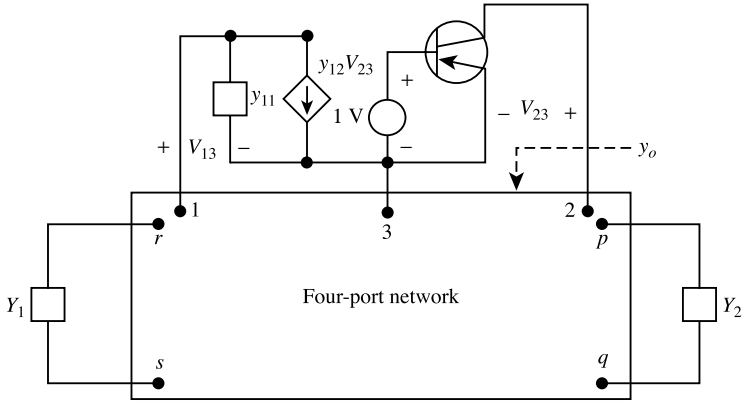 y12V23
+
y11
1 V
− V23 +
+ V13 −
−
yo
1
2
3
r
p
Y1
Four-port network
Y2
s
q